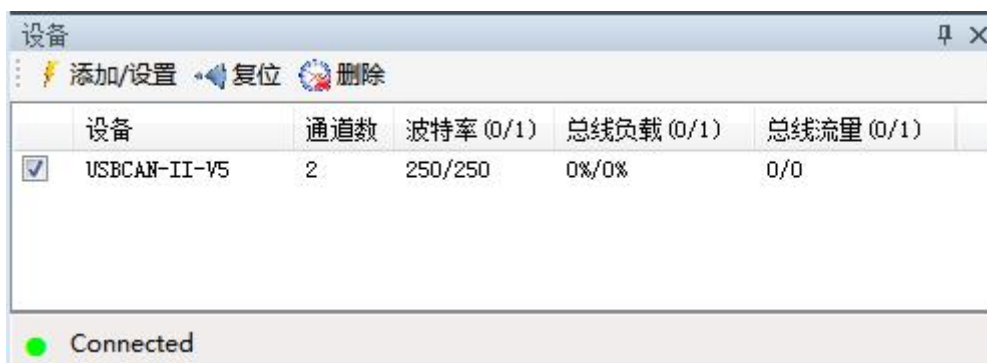 设备
添加/设置 复位 删除
设备 通道数 波特率(0/1) 总线负载(0/1) 总线流量(0/1)
USBCAN-II-V5 2 250/250 0%/0% 0/0
Connected